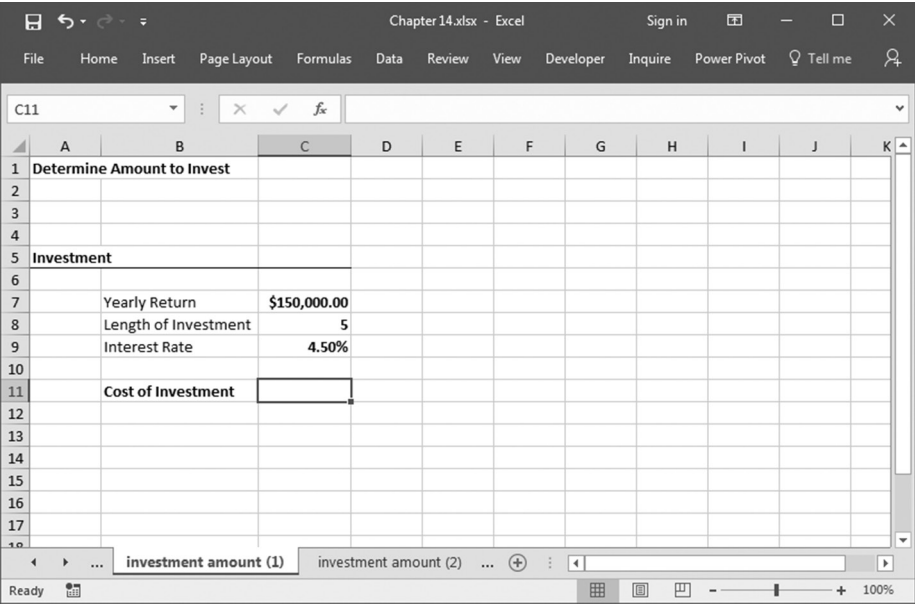 Chapter 14.xlsx - Excel Sign in
File Home Insert Page Layout Formulas Data Review View Developer Inquire Power Pivot Tell me
C11 fx
A B C D E F G H I J K
1 Determine Amount to Invest
2
3
4
5 Investment
6
7 Yearly Return $150,000.00
8 Length of Investment 5
9 Interest Rate 4.50%
10
11 Cost of Investment
12
13
14
15
16
17
18
... investment amount (1) investment amount (2) ...
Ready 100%